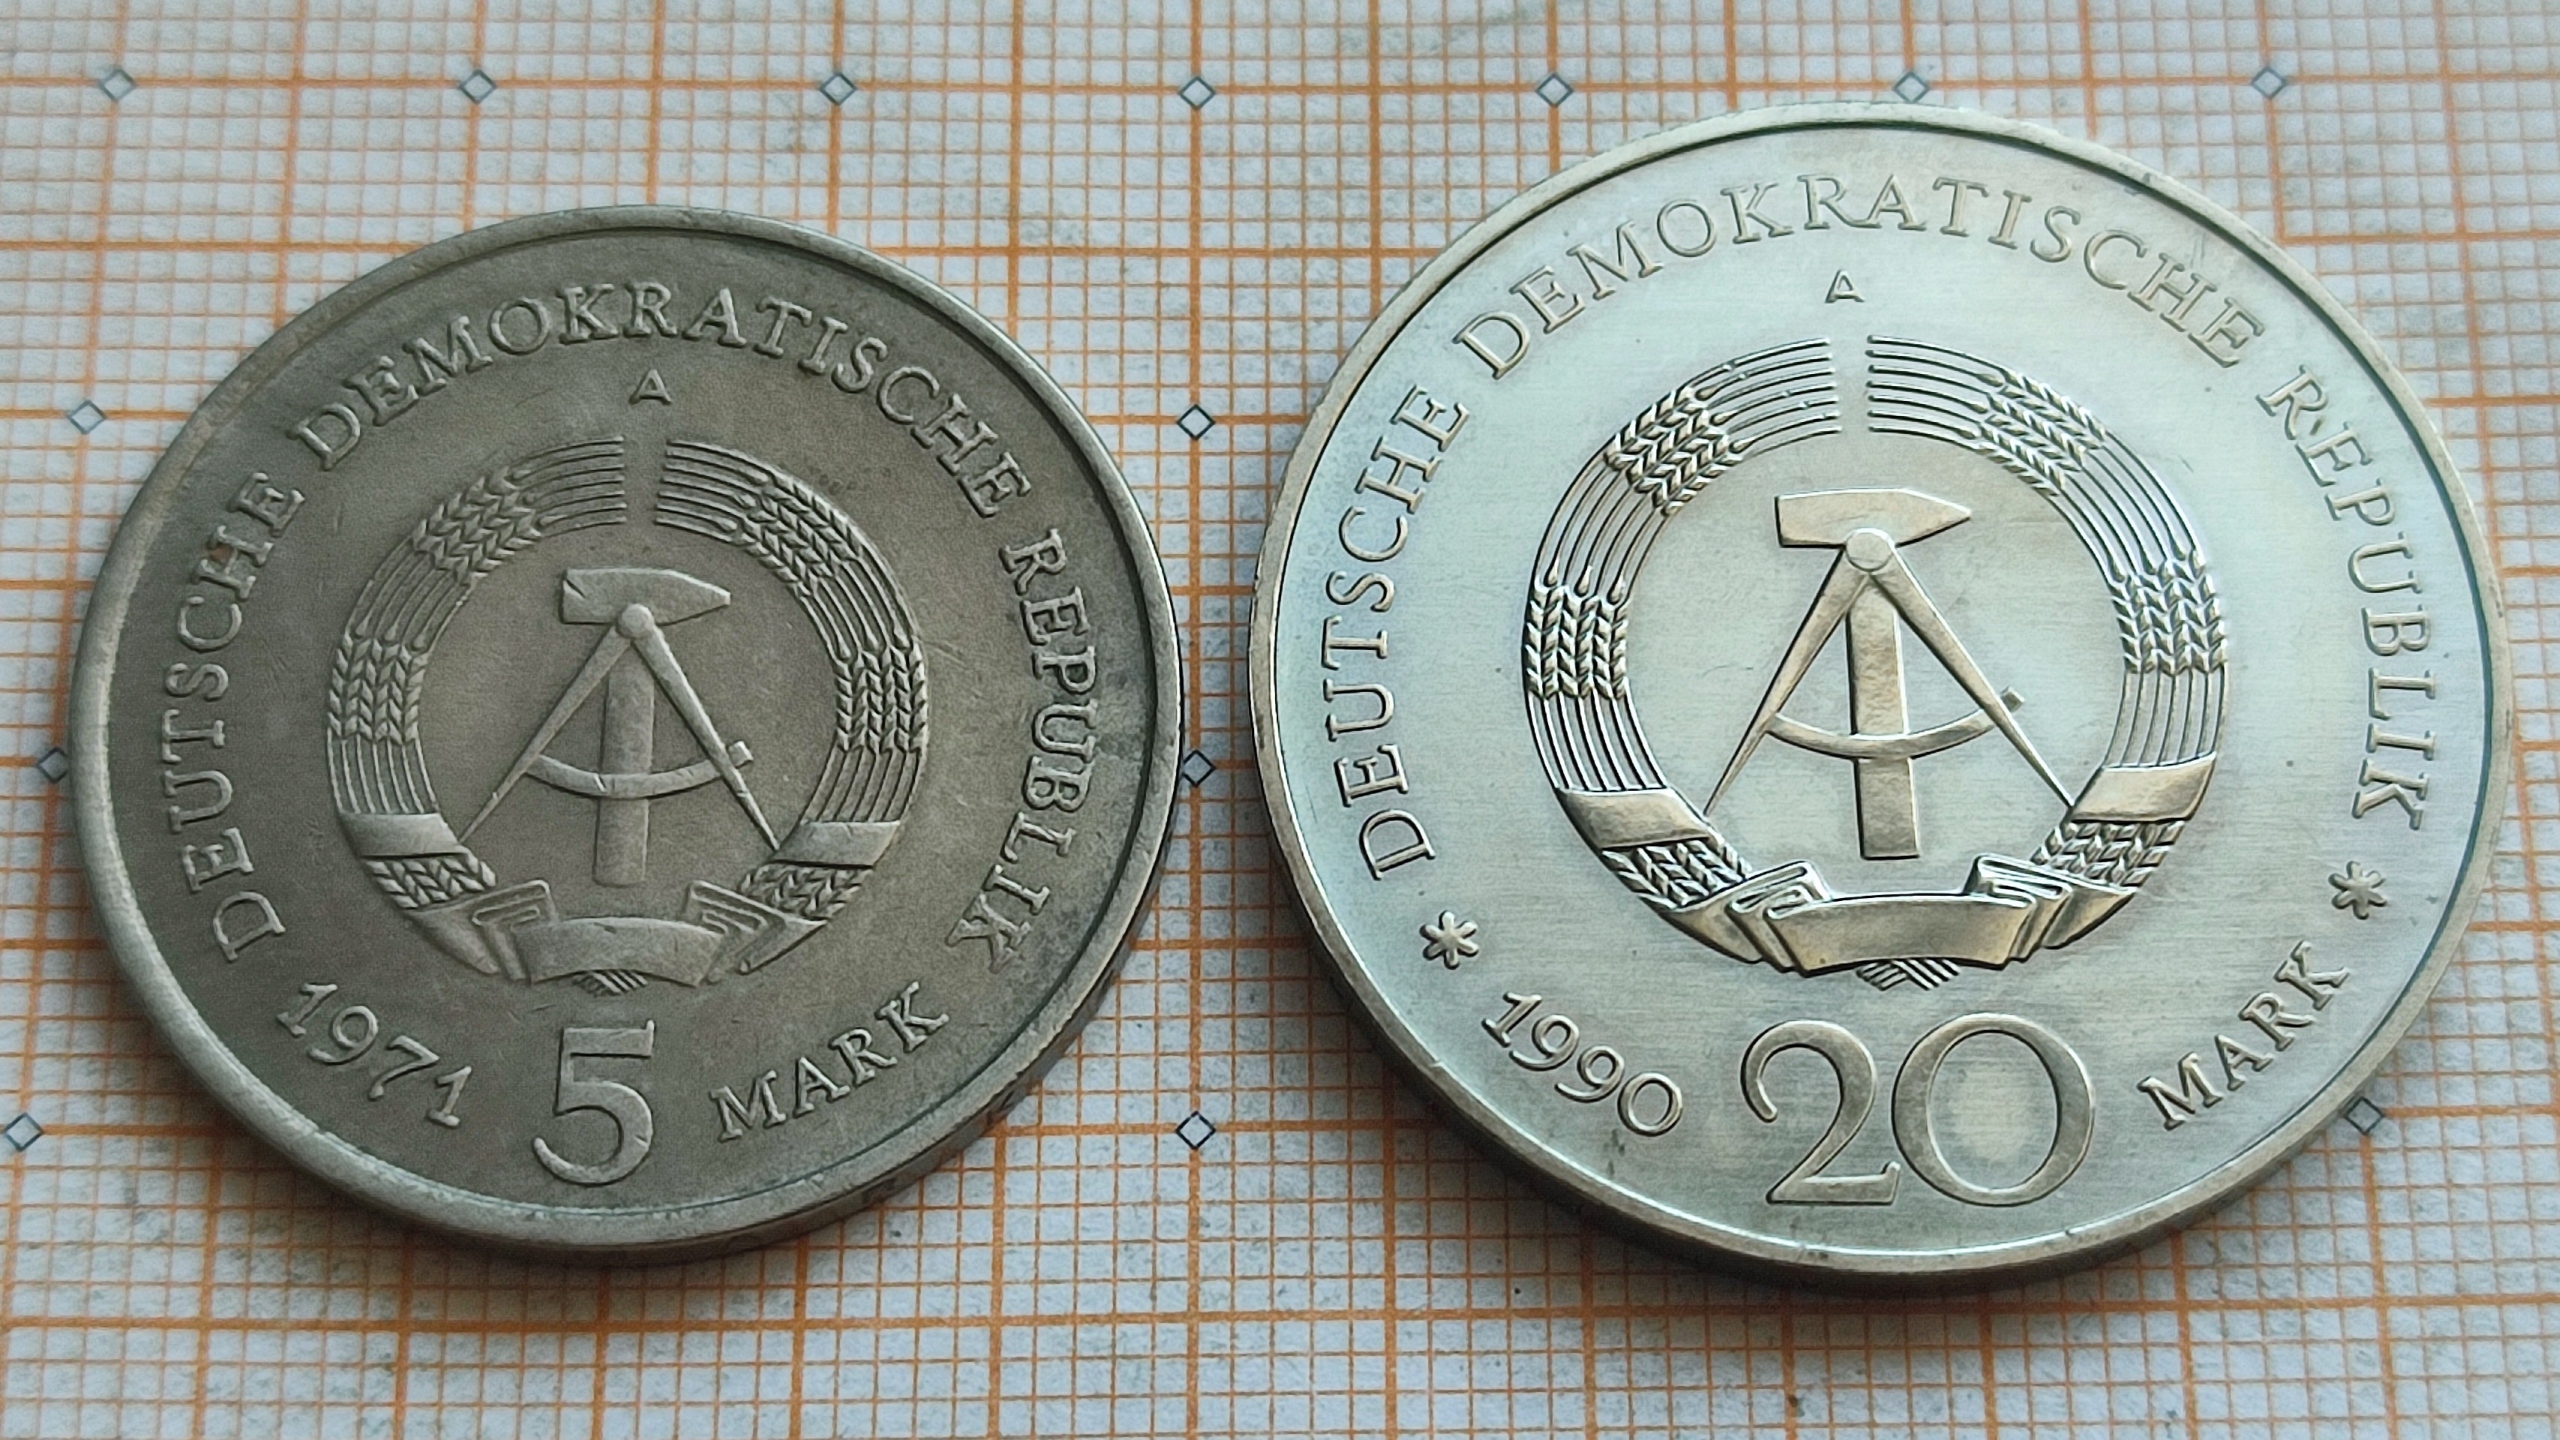 DEUTSCHE DEMOKRATISCHE REPUBLIK
A
1971
5
MARK
DEUTSCHE DEMOKRATISCHE REPUBLIK
A
* 1990
20
MARK *